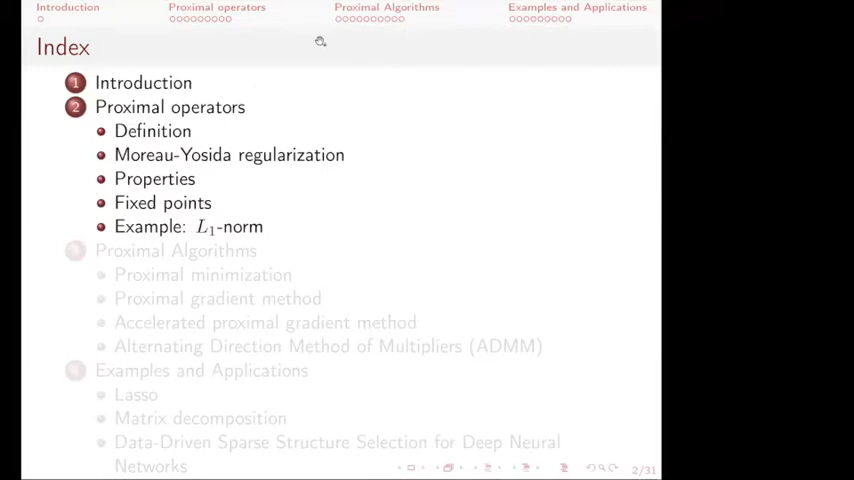 Introduction Proximal operators Proximal Algorithms Examples and Applications
Index
1 Introduction
2 Proximal operators
Definition
Moreau-Yosida regularization
Properties
Fixed points
Example: L₁-norm
3 Proximal Algorithms
Proximal minimization
Proximal gradient method
Accelerated proximal gradient method
Alternating Direction Method of Multipliers (ADMM)
4 Examples and Applications
Lasso
Matrix decomposition
Data-Driven Sparse Structure Selection for Deep Neural
Networks
2/31